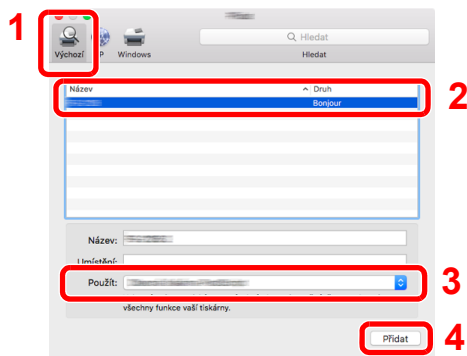 1
Hledat
Výchozí P Windows Hledat
Název Druh
Bonjour
2
Název:
Umístění:
Použít:
3
všechny funkce vaší tiskárny.
Přidat
4